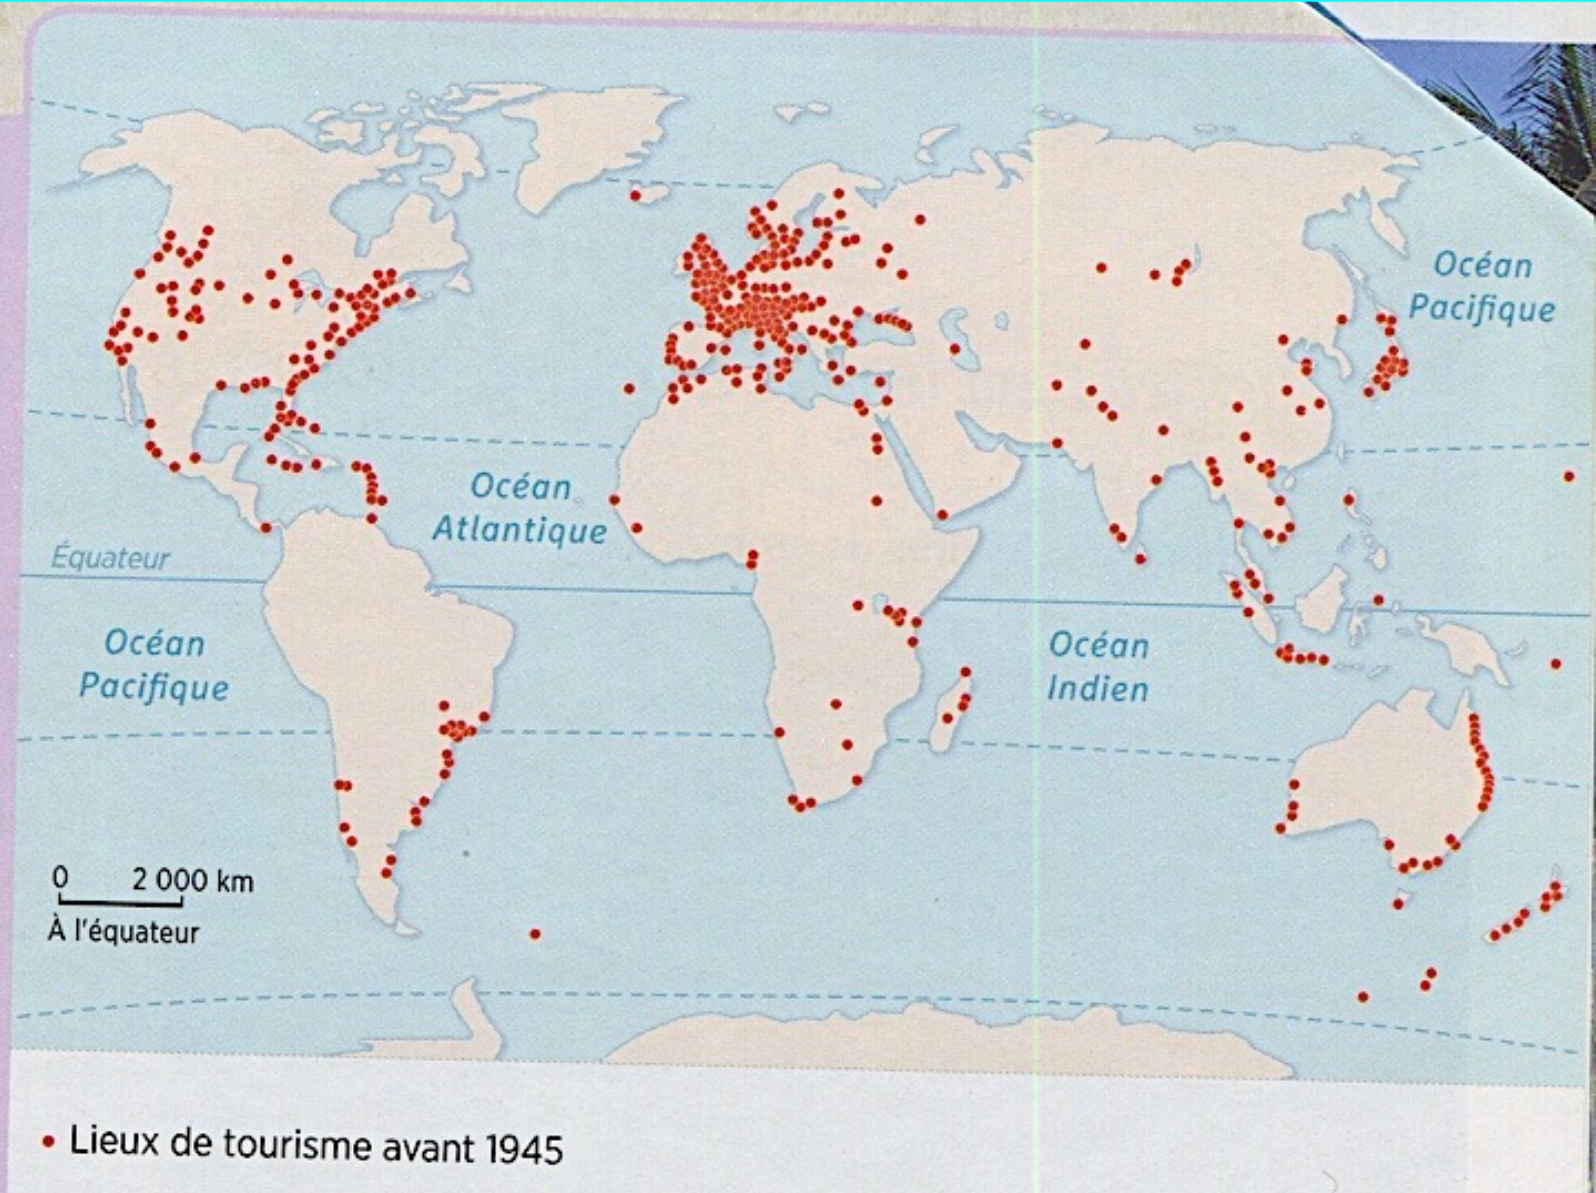 Océan
Pacifique
Océan
Atlantique
Équateur
Océan
Pacifique
Océan
Indien
0 2 000 km
À l'équateur
• Lieux de tourisme avant 1945